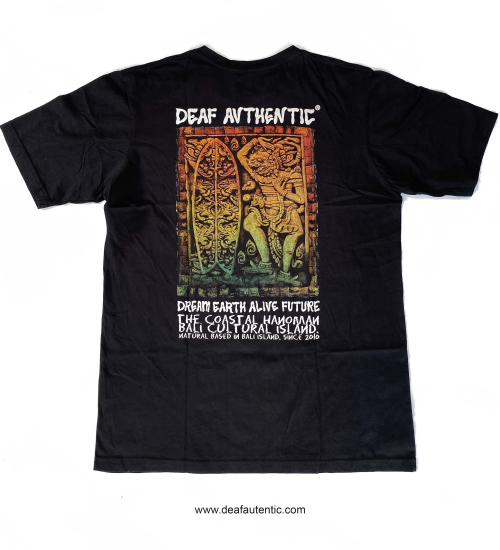 DEAF AVTHENTIC®
DREAM EARTH ALIVE FUTURE
THE COASTAL HANOMAN
BALI CULTURAL ISLAND.
NATURAL BASED IN BALI ISLAND, SINCE 2010
www.deafautentic.com